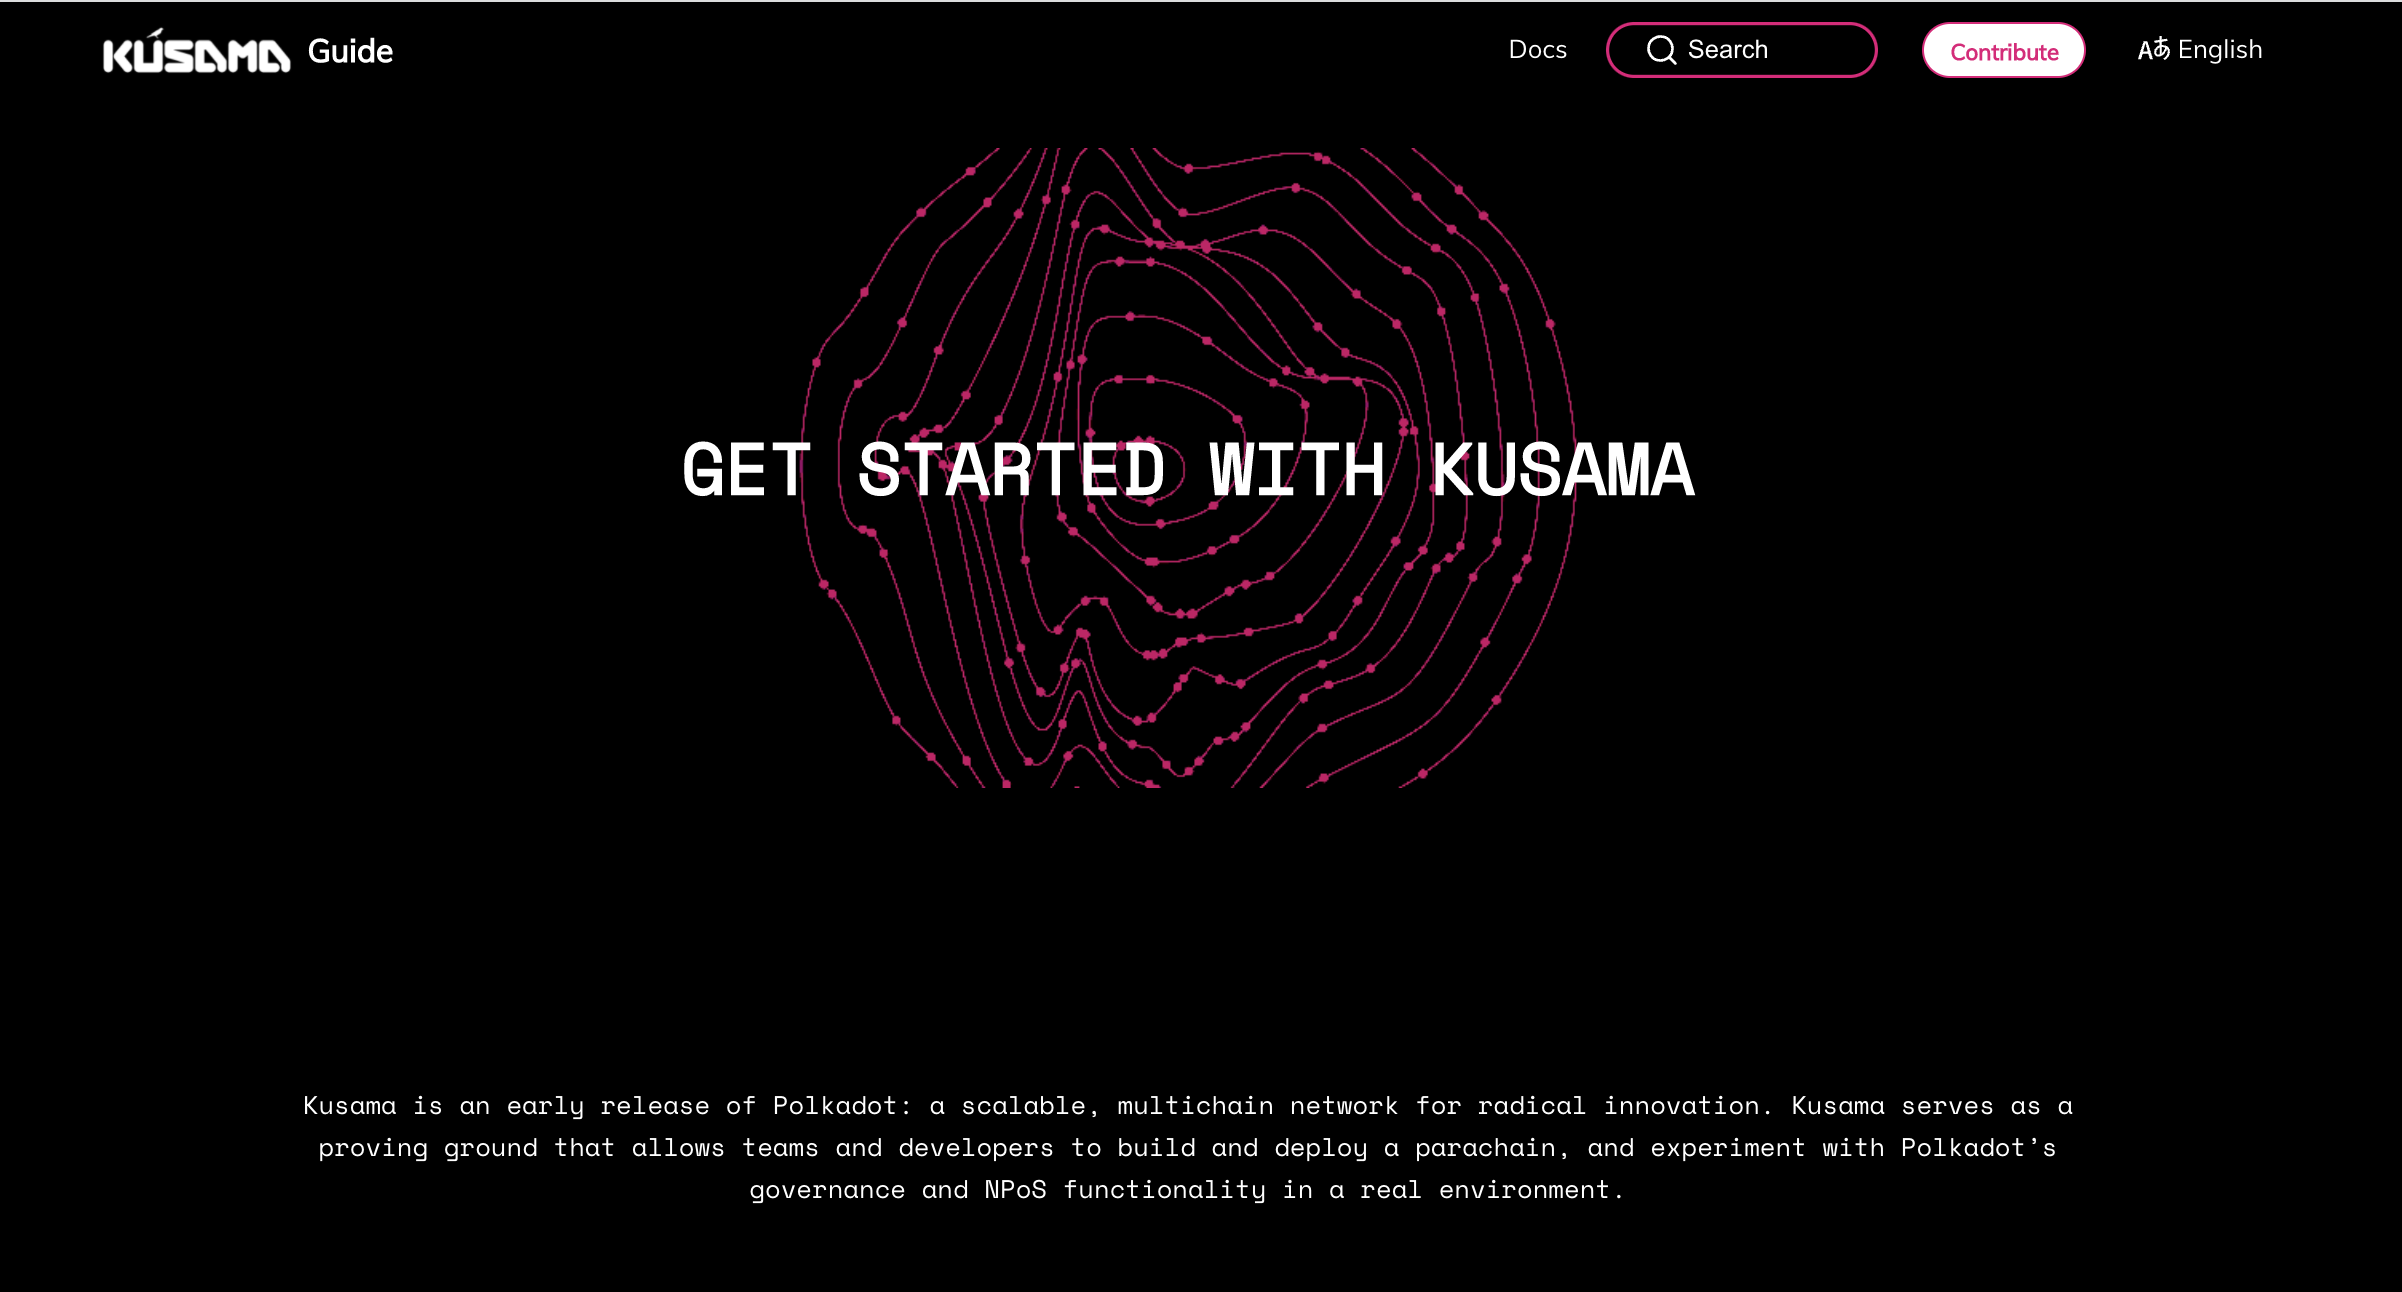 KUSAMA Guide
Docs
Search
Contribute
Aあ English
GET STARTED WITH KUSAMA
Kusama is an early release of Polkadot: a scalable, multichain network for radical innovation. Kusama serves as a
proving ground that allows teams and developers to build and deploy a parachain, and experiment with Polkadot’s
governance and NPoS functionality in a real environment.